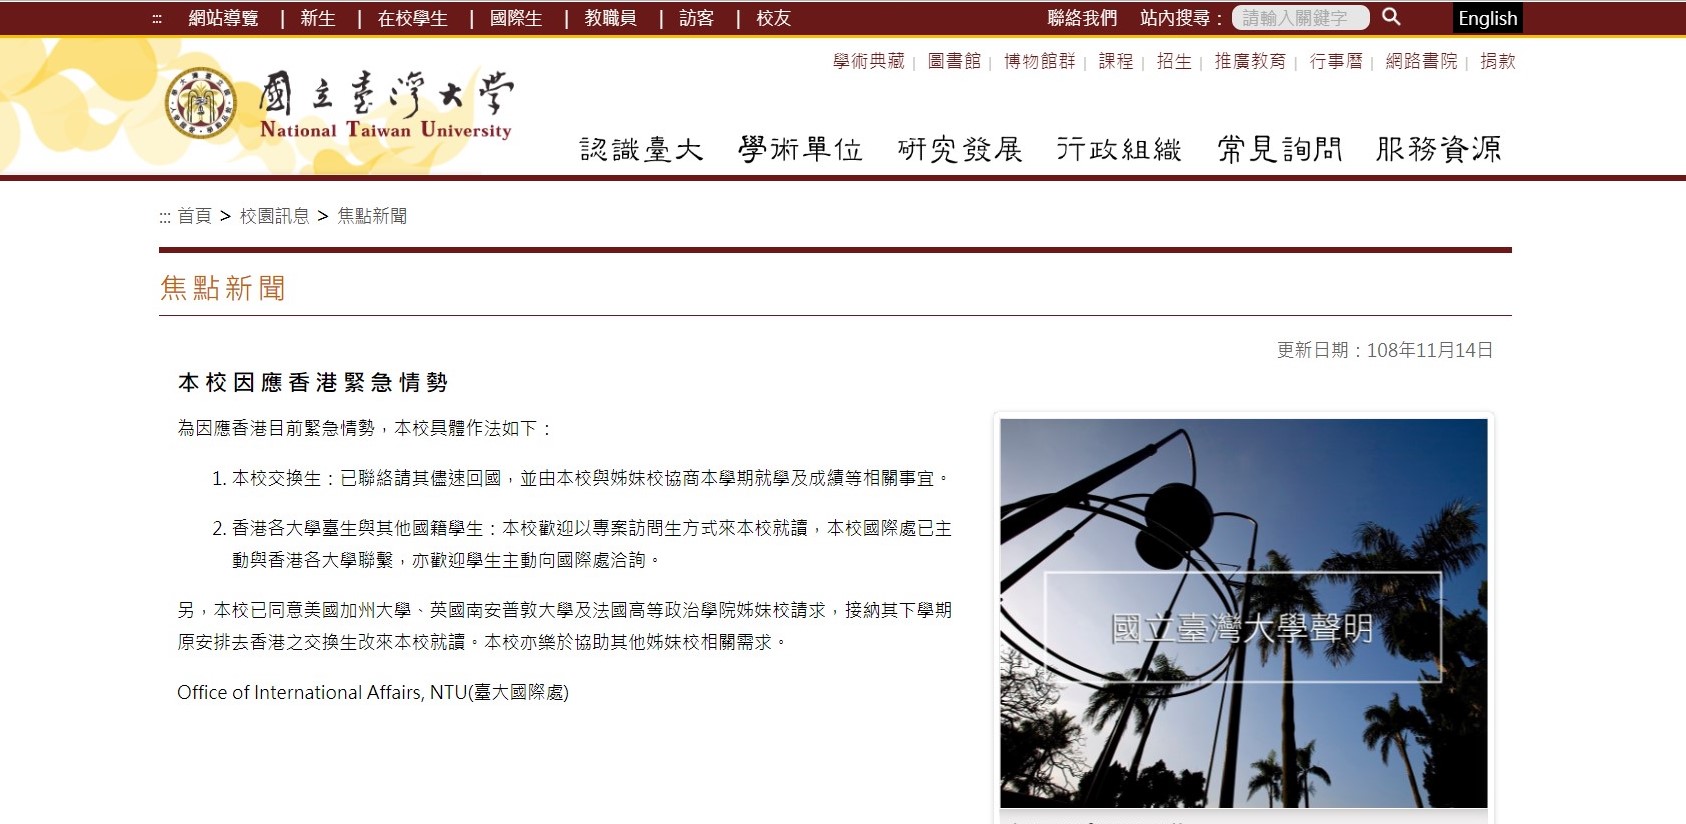 ::: 網站導覽 | 新生 | 在校學生 | 國際生 | 教職員 | 訪客 | 校友 聯絡我們 站內搜尋： 請輸入關鍵字 English
學術典藏 | 圖書館 | 博物館群 | 課程 | 招生 | 推廣教育 | 行事曆 | 網路書院 | 捐款
國立臺灣大學
National Taiwan University
認識臺大 學術單位 研究發展 行政組織 常見詢問 服務資源
::: 首頁 > 校園訊息 > 焦點新聞
焦點新聞
更新日期：108年11月14日
本校因應香港緊急情勢
為因應香港目前緊急情勢，本校具體作法如下：
1. 本校交換生：已聯絡請其儘速回國，並由本校與姊妹校協商本學期就學及成績等相關事宜。
2. 香港各大學臺生與其他國籍學生：本校歡迎以專案訪問生方式來本校就讀，本校國際處已主
動與香港各大學聯繫，亦歡迎學生主動向國際處洽詢。
另，本校已同意美國加州大學、英國南安普敦大學及法國高等政治學院姊妹校請求，接納其下學期
原安排去香港之交換生改來本校就讀。本校亦樂於協助其他姊妹校相關需求。
Office of International Affairs, NTU(臺大國際處)
國立臺灣大學聲明